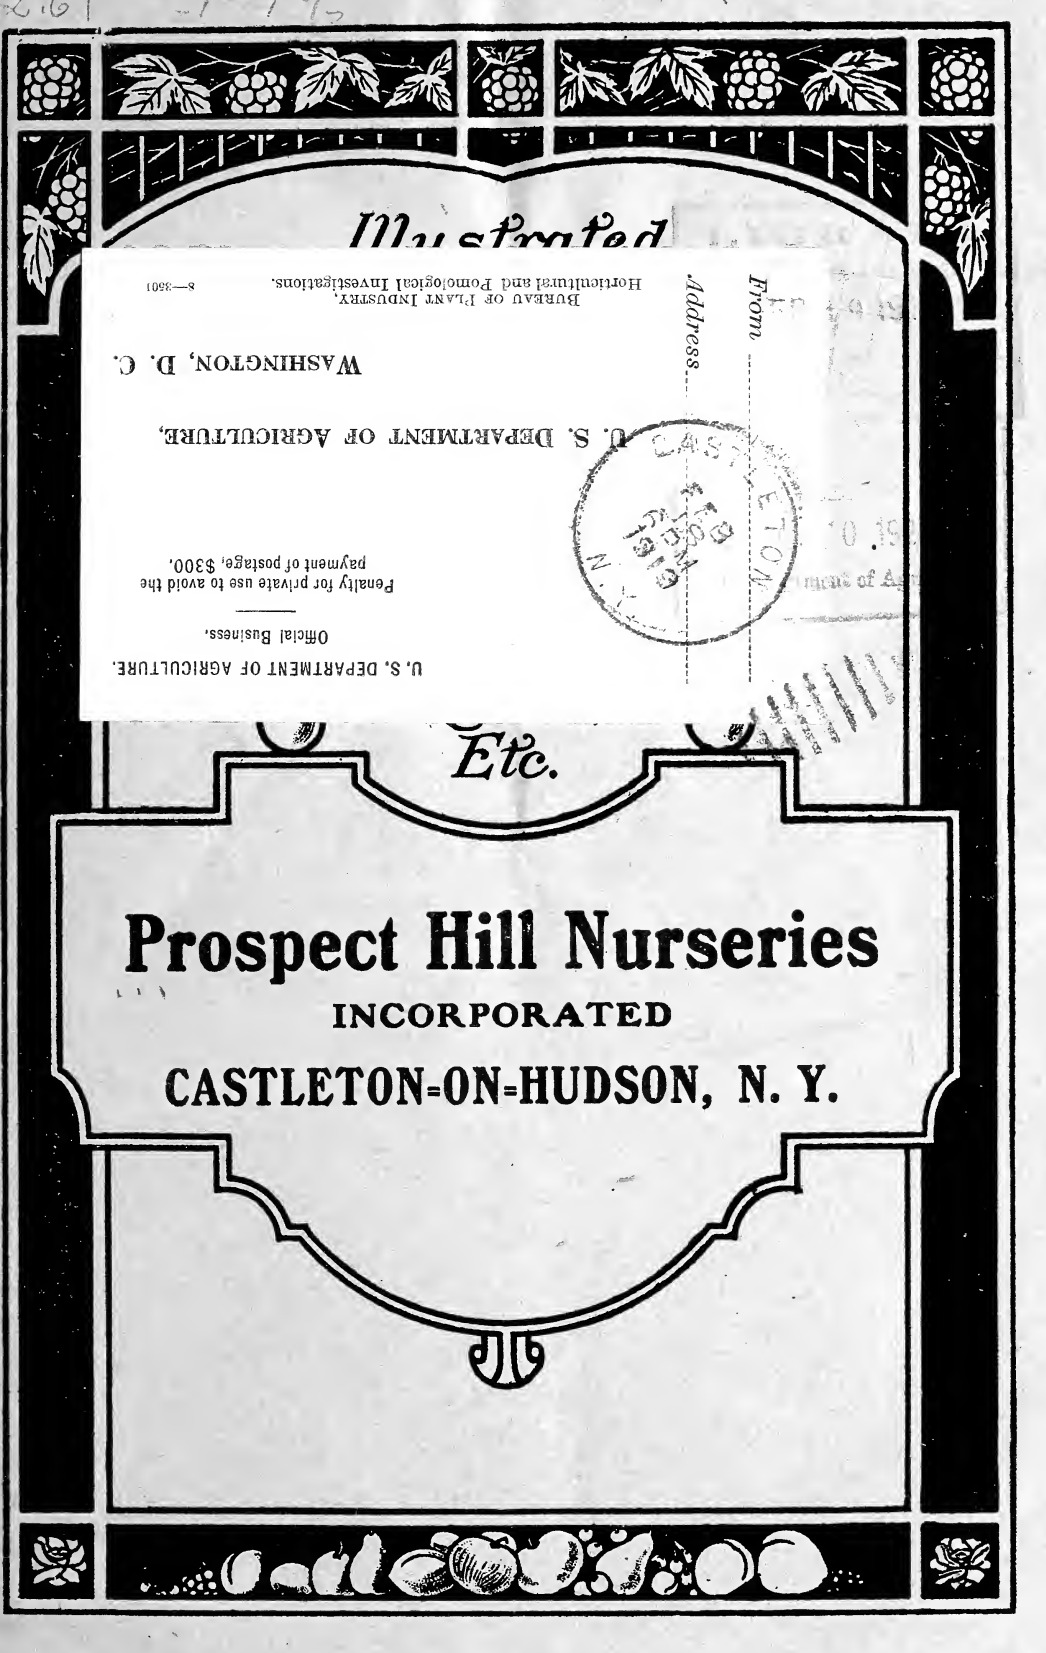 Illustrated
From
Address
U. S. DEPARTMENT OF AGRICULTURE.
Official Business.
Penalty for private use to avoid the
payment of postage, $300.
U. S. DEPARTMENT OF AGRICULTURE,
WASHINGTON, D. C.
BUREAU OF PLANT INDUSTRY,
Horticultural and Pomological Investigations.
8—3501
CASTLETON
FEB
1919
N.Y.
Etc.
Prospect Hill Nurseries
INCORPORATED
CASTLETON-ON-HUDSON, N. Y.